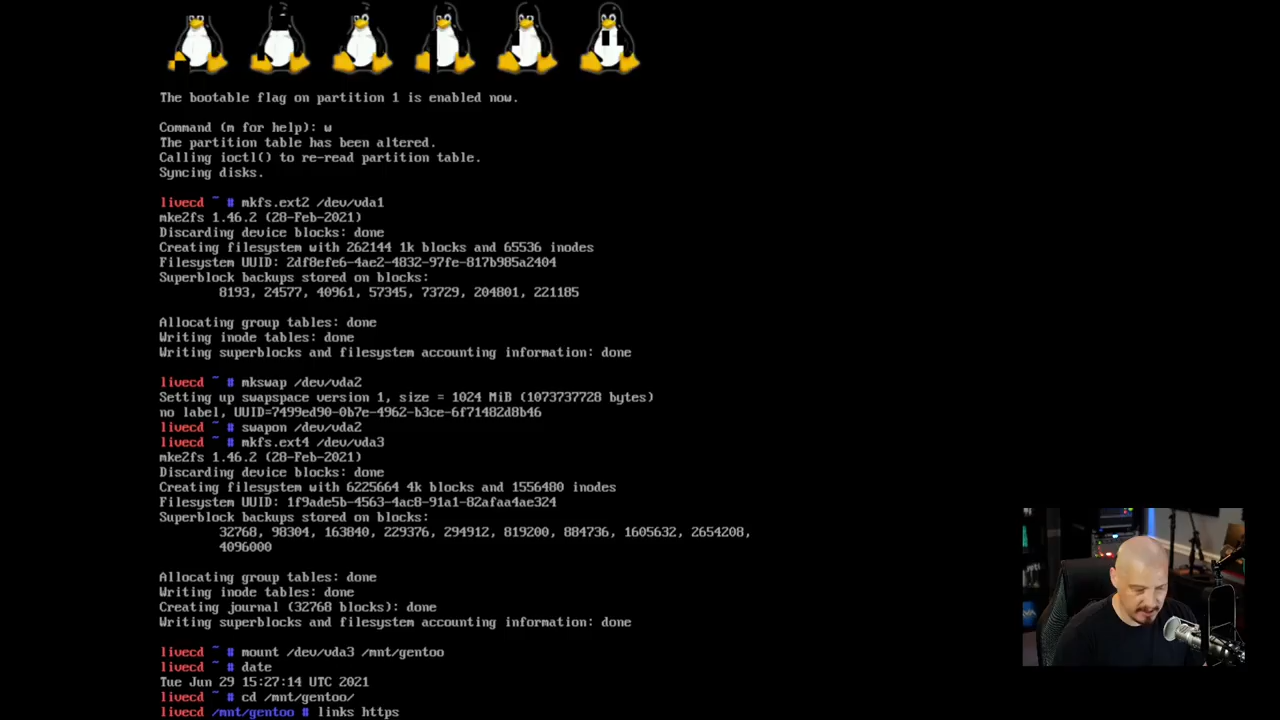 The bootable flag on partition 1 is enabled now.
Command (m for help): w
The partition table has been altered.
Calling ioctl() to re-read partition table.
Syncing disks.
livecd ~ # mkfs.ext2 /dev/vda1
mke2fs 1.46.2 (28-Feb-2021)
Discarding device blocks: done
Creating filesystem with 262144 1k blocks and 65536 inodes
Filesystem UUID: 2df8efe6-4ae2-4832-97fe-817b985a2404
Superblock backups stored on blocks:
8193, 24577, 40961, 57345, 73729, 204801, 221185
Allocating group tables: done
Writing inode tables: done
Writing superblocks and filesystem accounting information: done
livecd ~ # mkswap /dev/vda2
Setting up swapspace version 1, size = 1024 MiB (1073737728 bytes)
no label, UUID=7499ed90-0b7e-4962-b3ce-6f71482d8b46
livecd ~ # swapon /dev/vda2
livecd ~ # mkfs.ext4 /dev/vda3
mke2fs 1.46.2 (28-Feb-2021)
Discarding device blocks: done
Creating filesystem with 6225664 4k blocks and 1556480 inodes
Filesystem UUID: 1f9ade5b-4563-4ac8-91a1-82afaa4ae324
Superblock backups stored on blocks:
32768, 98304, 163840, 229376, 294912, 819200, 884736, 1605632, 2654208,
4096000
Allocating group tables: done
Writing inode tables: done
Creating journal (32768 blocks): done
Writing superblocks and filesystem accounting information: done
livecd ~ # mount /dev/vda3 /mnt/gentoo
livecd ~ # date
Tue Jun 29 15:27:14 UTC 2021
livecd ~ # cd /mnt/gentoo/
livecd /mnt/gentoo # links https